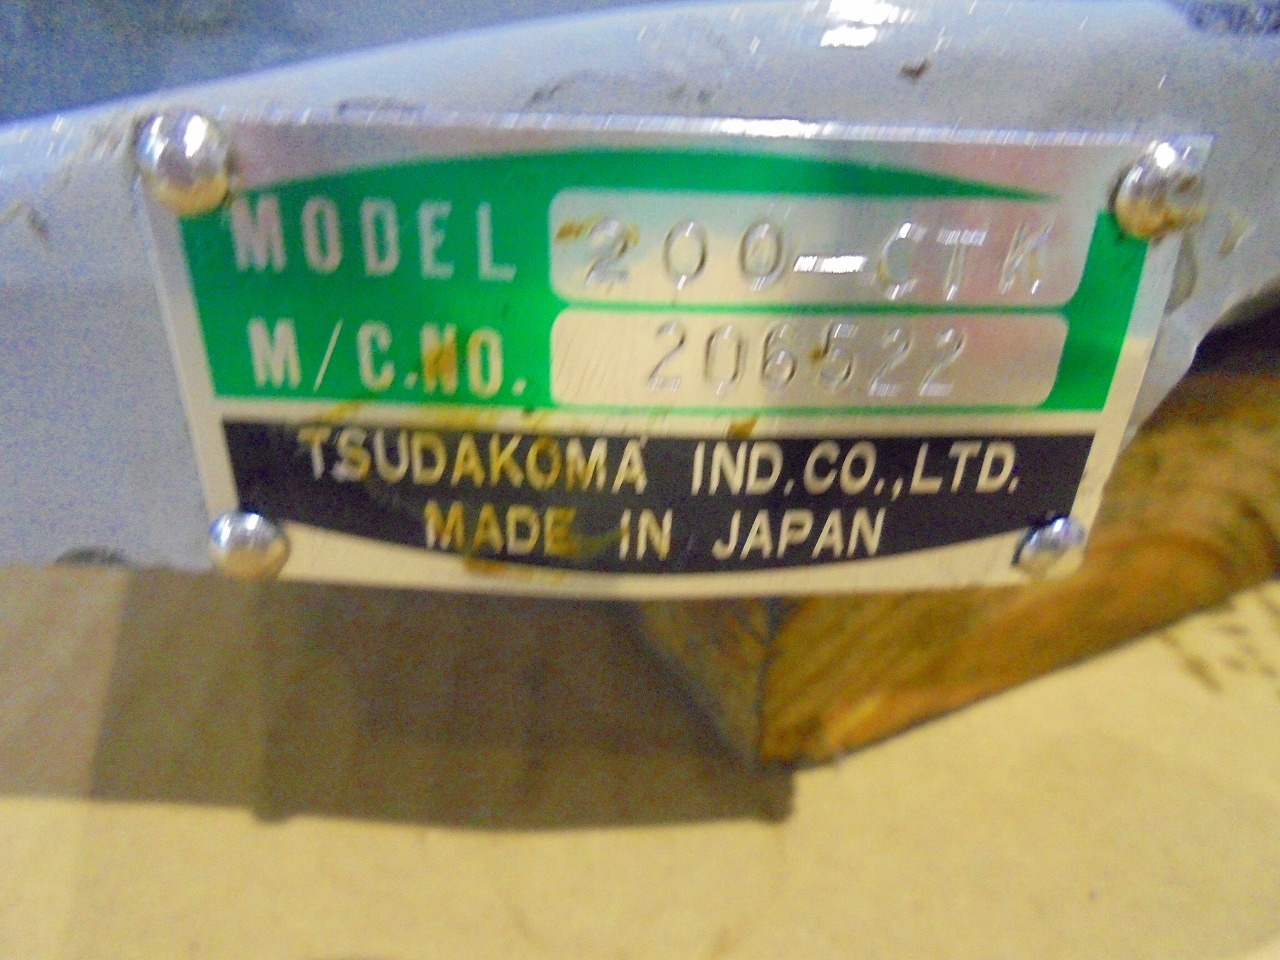 MODEL 200-CTK
M/C.NO. 206522
TSUDAKOMA IND.CO.,LTD.
MADE IN JAPAN